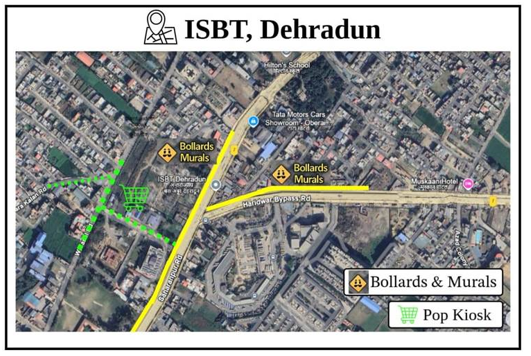 ISBT, Dehradun
Hilton's School
Tata Motors Cars
Showroom - Oberai
Bollards
Murals
Bollards
Murals
ISBT Dehradun
Muskaan Hotel
Haridwar Bypass Rd
Saharanpur Rd
Bollards & Murals
Pop Kiosk